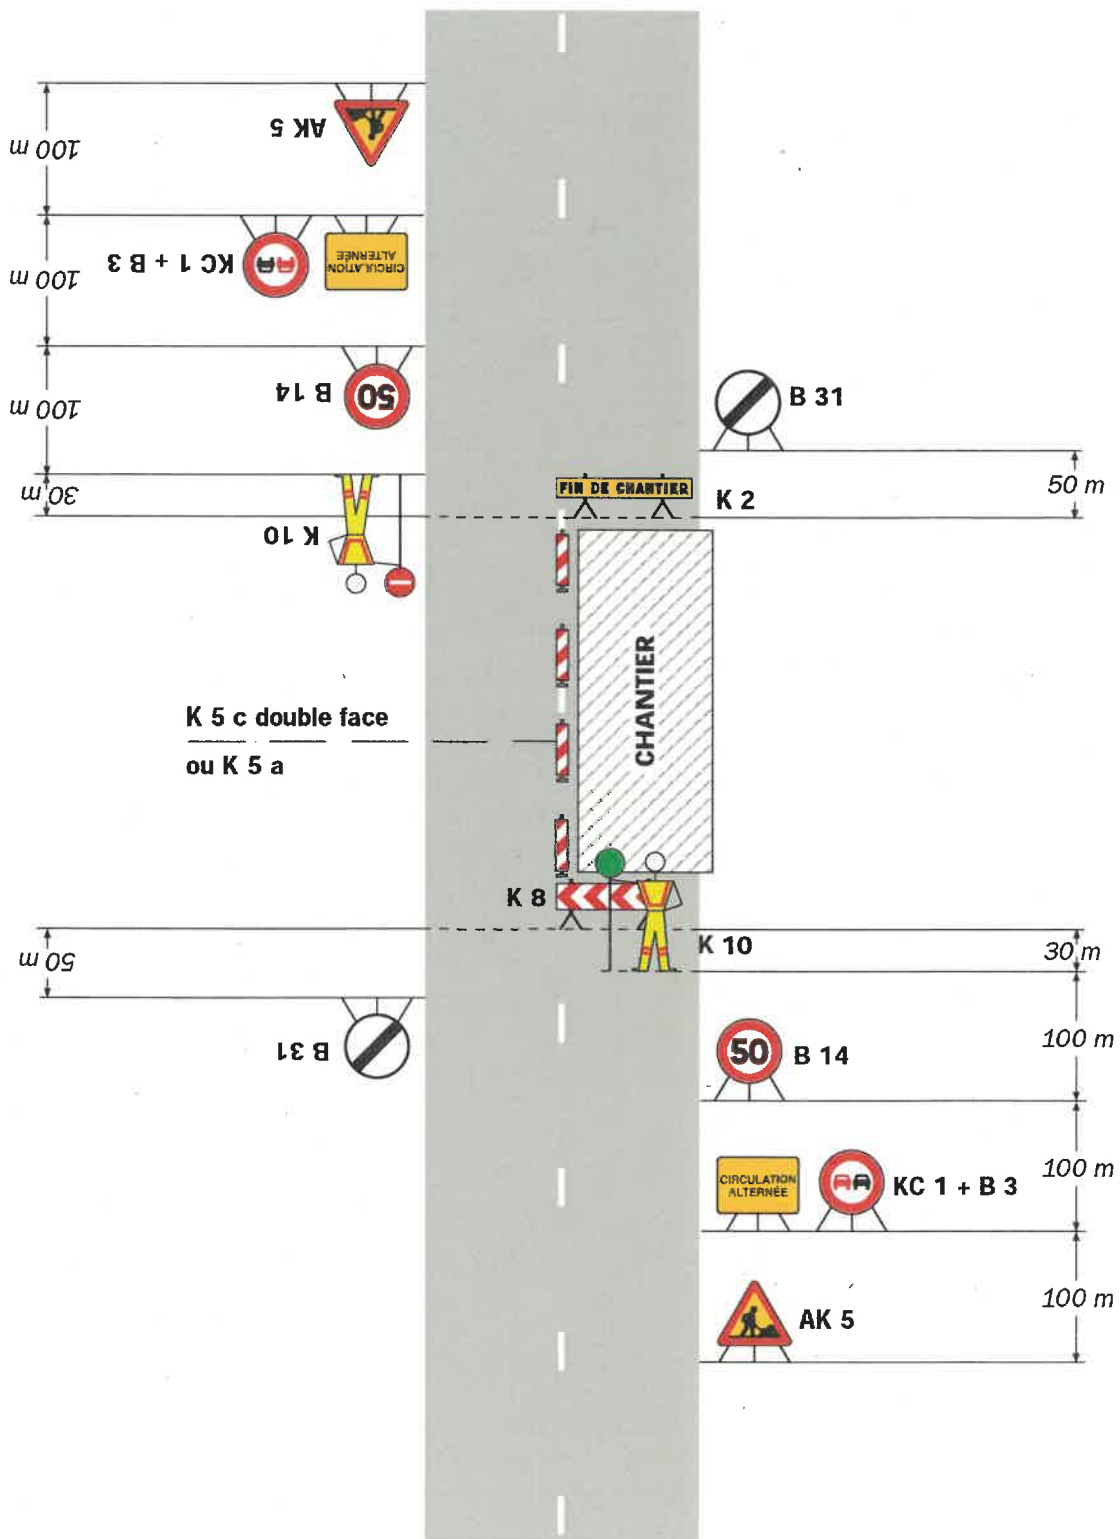 AK 5
100 m
KC 1 + B 3
CIRCULATION
ALTERNÉE
100 m
B 14
50
100 m
B 31
30 m
FIN DE CHANTIER
K 2
50 m
K 10
CHANTIER
K 5 c double face
ou K 5 a
K 8
K 10
30 m
50 m
B 31
50
B 14
100 m
CIRCULATION
ALTERNÉE
KC 1 + B 3
100 m
AK 5
100 m